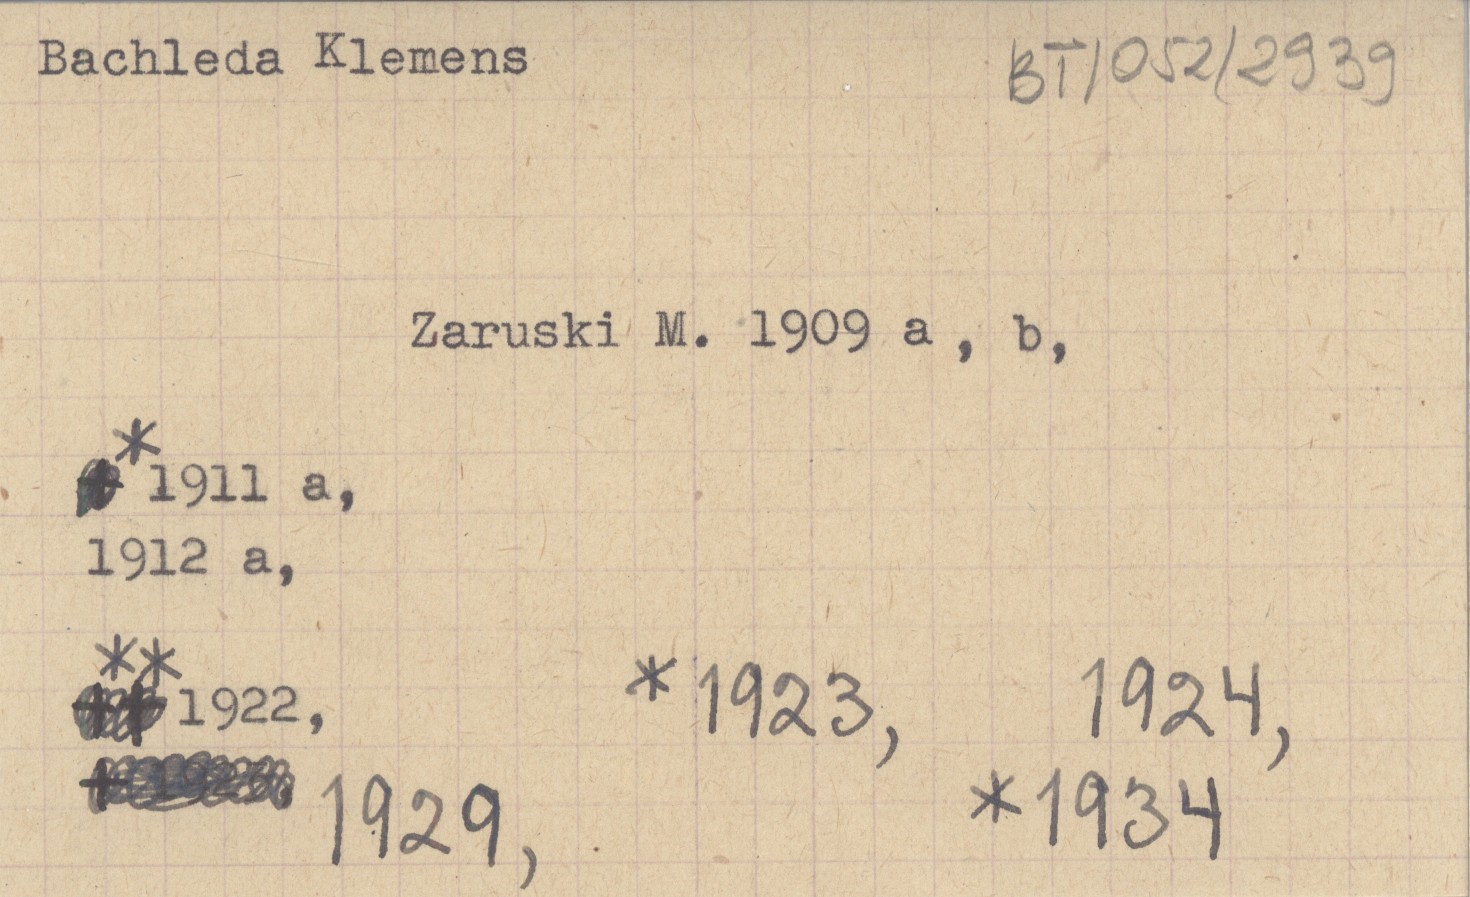 Bachleda Klemens BT/052/2939
Zaruski M. 1909 a, b,
*1911 a,
1912 a,
**1922, *1923, 1924,
1929, *1934